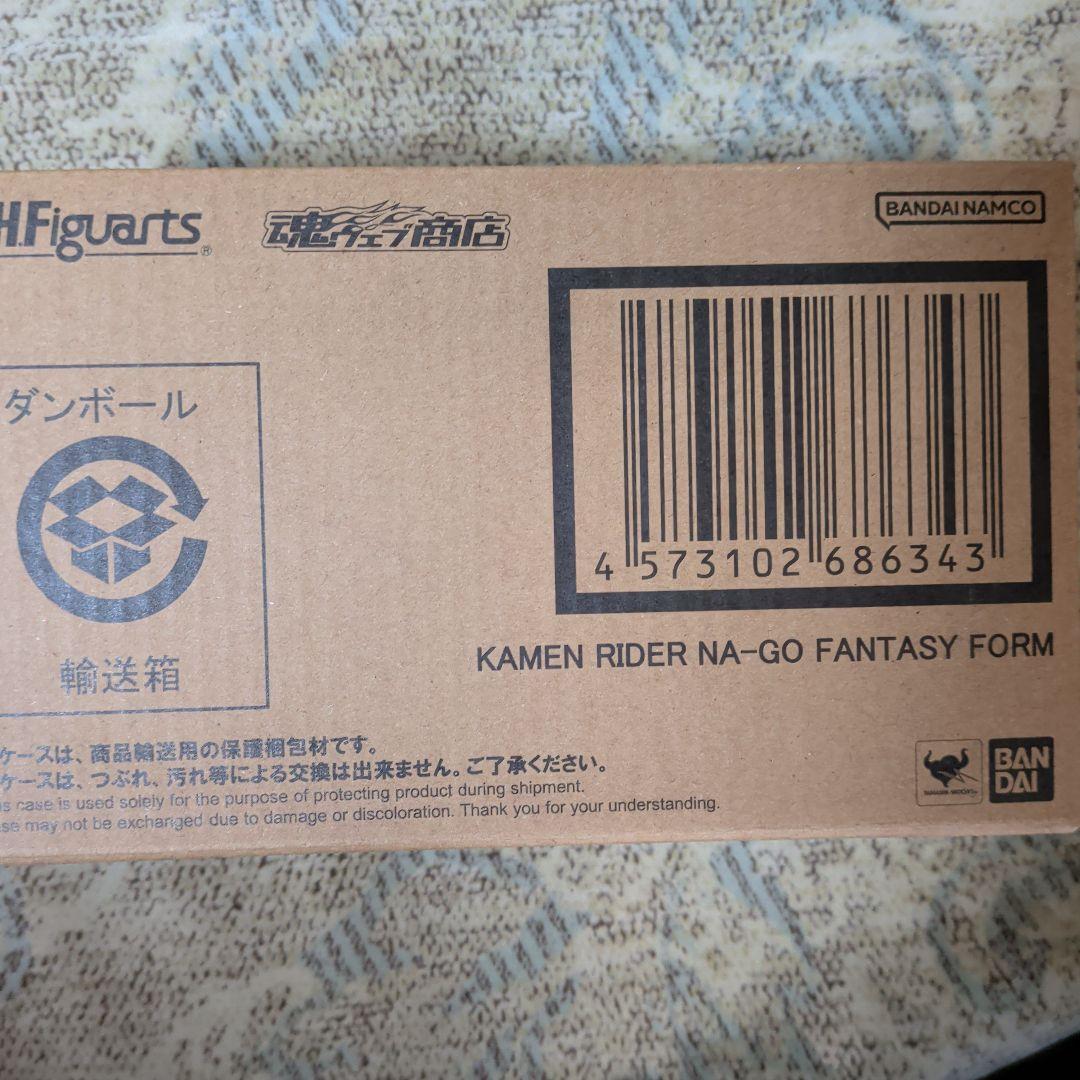 H.Figuarts®
魂ウェブ商店
BANDAI NAMCO
ダンボール
輸送箱
4 573102 686343
KAMEN RIDER NA-GO FANTASY FORM
ケースは、商品輸送用の保護梱包材です。
ケースは、つぶれ、汚れ等による交換は出来ません。ご了承ください。
is case is used solely for the purpose of protecting product during shipment.
se may not be exchanged due to damage or discoloration. Thank you for your understanding.
BAN
DAI